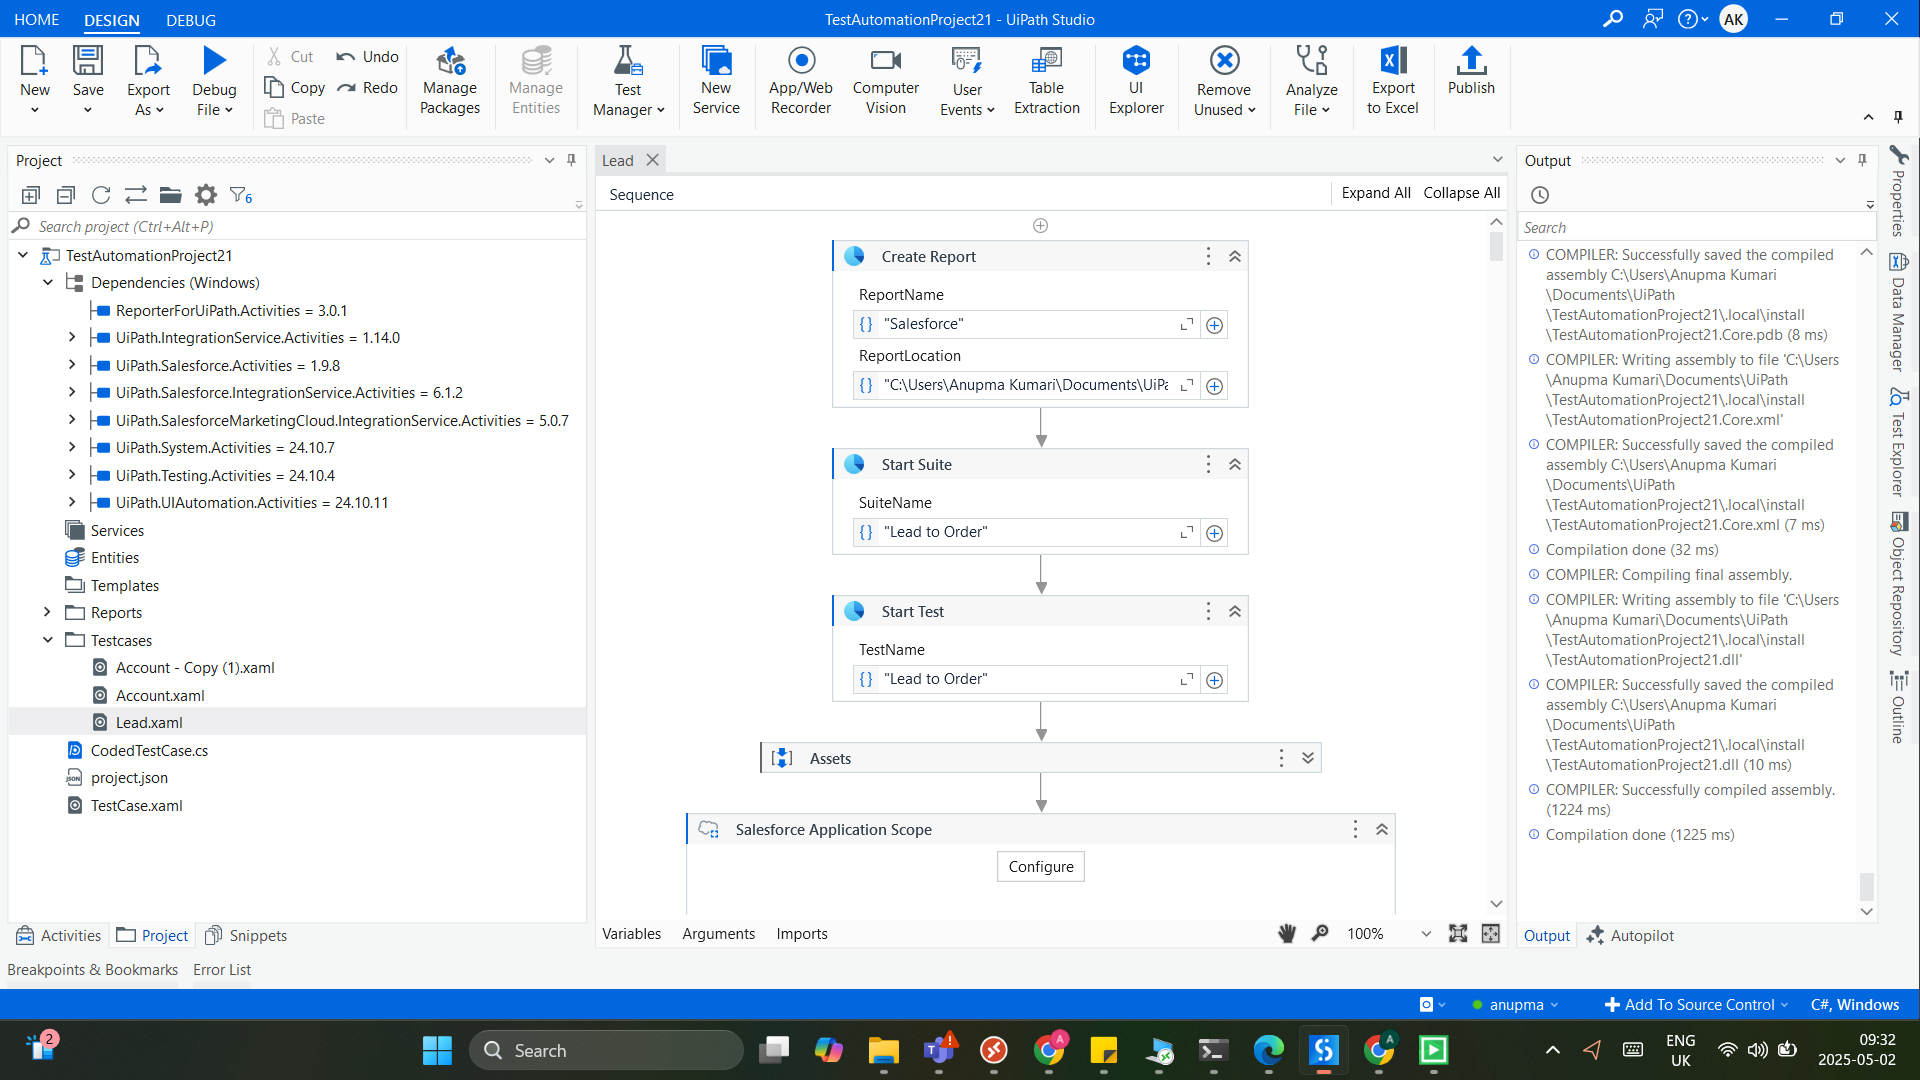 HOME DESIGN DEBUG
TestAutomationProject21 - UiPath Studio
AK
New
Save
Export As
Debug File
Cut
Copy
Paste
Undo
Redo
Manage Packages
Manage Entities
Test Manager
New Service
App/Web Recorder
Computer Vision
User Events
Table Extraction
UI Explorer
Remove Unused
Analyze File
Export to Excel
Publish
Project
6
Search project (Ctrl+Alt+P)
TestAutomationProject21
Dependencies (Windows)
ReporterForUiPath.Activities = 3.0.1
UiPath.IntegrationService.Activities = 1.14.0
UiPath.Salesforce.Activities = 1.9.8
UiPath.Salesforce.IntegrationService.Activities = 6.1.2
UiPath.SalesforceMarketingCloud.IntegrationService.Activities = 5.0.7
UiPath.System.Activities = 24.10.7
UiPath.Testing.Activities = 24.10.4
UiPath.UIAutomation.Activities = 24.10.11
Services
Entities
Templates
Reports
Testcases
Account - Copy (1).xaml
Account.xaml
Lead.xaml
CodedTestCase.cs
project.json
TestCase.xaml
Activities Project Snippets
Lead
Sequence
Expand All Collapse All
Create Report
ReportName
"Salesforce"
ReportLocation
"C:\Users\Anupma Kumari\Documents\UiPa
Start Suite
SuiteName
"Lead to Order"
Start Test
TestName
"Lead to Order"
Assets
Salesforce Application Scope
Configure
Variables Arguments Imports
100%
Output
Search
COMPILER: Successfully saved the compiled
assembly C:\Users\Anupma Kumari
\Documents\UiPath
\TestAutomationProject21\.local\install
\TestAutomationProject21.Core.pdb (8 ms)
COMPILER: Writing assembly to file 'C:\Users
\Anupma Kumari\Documents\UiPath
\TestAutomationProject21\.local\install
\TestAutomationProject21.Core.xml'
COMPILER: Successfully saved the compiled
assembly C:\Users\Anupma Kumari
\Documents\UiPath
\TestAutomationProject21\.local\install
\TestAutomationProject21.Core.xml (7 ms)
Compilation done (32 ms)
COMPILER: Compiling final assembly.
COMPILER: Writing assembly to file 'C:\Users
\Anupma Kumari\Documents\UiPath
\TestAutomationProject21\.local\install
\TestAutomationProject21.dll'
COMPILER: Successfully saved the compiled
assembly C:\Users\Anupma Kumari
\Documents\UiPath
\TestAutomationProject21\.local\install
\TestAutomationProject21.dll (10 ms)
COMPILER: Successfully compiled assembly.
(1224 ms)
Compilation done (1225 ms)
Output Autopilot
Properties
Data Manager
Test Explorer
Object Repository
Outline
Breakpoints & Bookmarks Error List
anupma
Add To Source Control
C#, Windows
2
Search
A
A
ENG
UK
09:32
2025-05-02